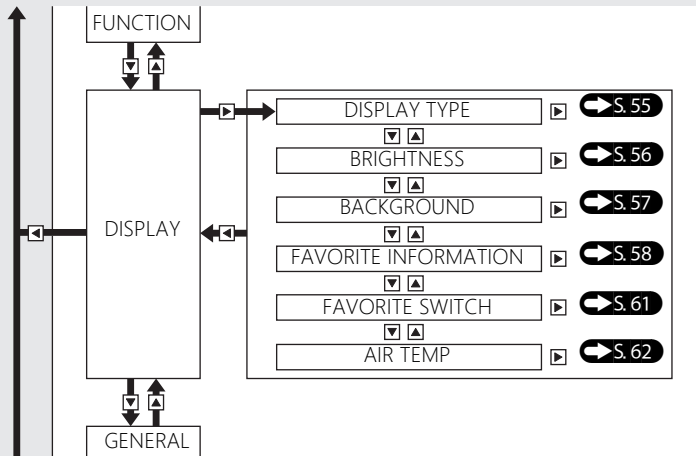 FUNCTION
DISPLAY TYPE
S. 55
BRIGHTNESS
S. 56
BACKGROUND
S. 57
DISPLAY
FAVORITE INFORMATION
S. 58
FAVORITE SWITCH
S. 61
AIR TEMP
S. 62
GENERAL